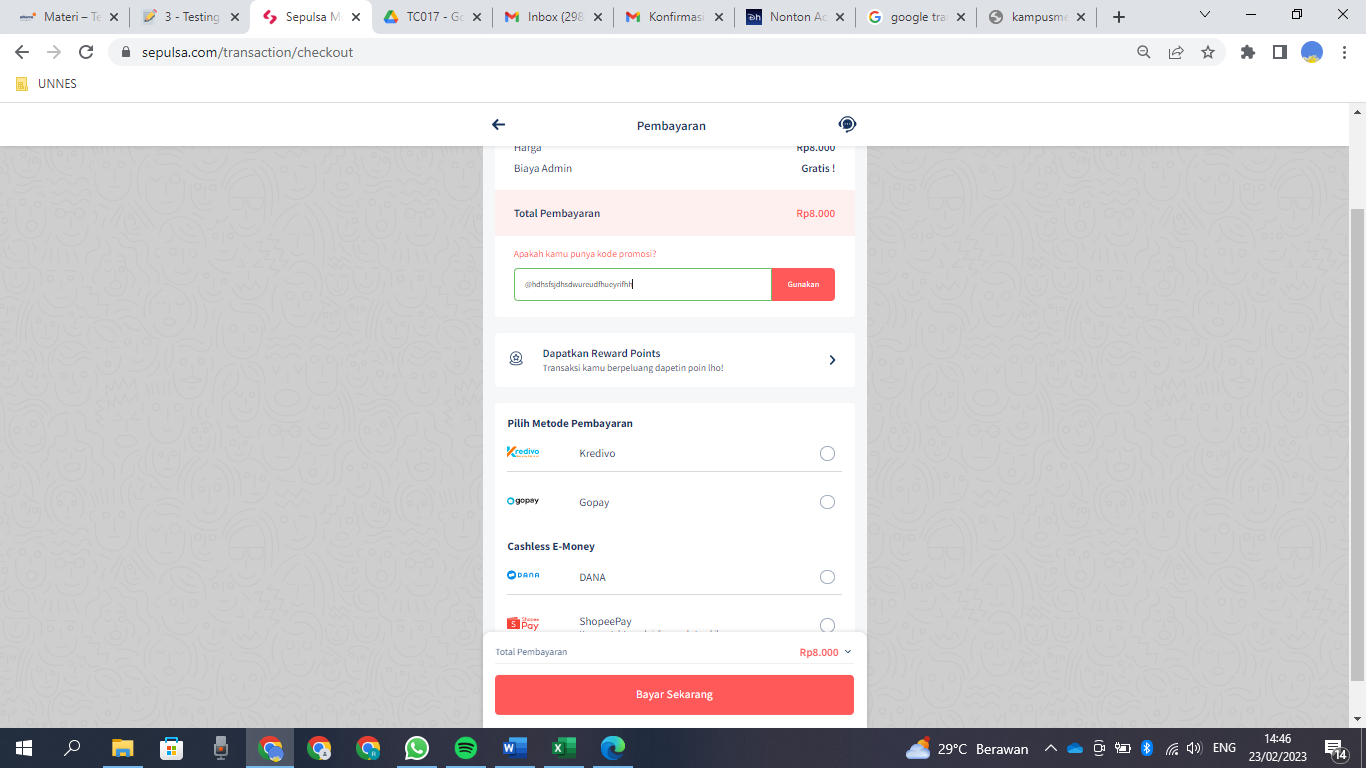 Materi – Te
3 - Testing
Sepulsa M
TC017 - Go
Inbox (298
Konfirmasi
Nonton Ac
google tra
kampusme
sepulsa.com/transaction/checkout
UNNES
Pembayaran
Harga Rp8.000
Biaya Admin Gratis !
Total Pembayaran Rp8.000
Apakah kamu punya kode promosi?
@hdhsfsjdhsdwureudfhueyrifhh Gunakan
Dapatkan Reward Points
Transaksi kamu berpeluang dapetin poin lho!
Pilih Metode Pembayaran
Kredivo Kredivo
gopay Gopay
Cashless E-Money
DANA DANA
Shopee Pay ShopeePay
Total Pembayaran Rp8.000
Bayar Sekarang
29°C Berawan
ENG
14:46
23/02/2023
14